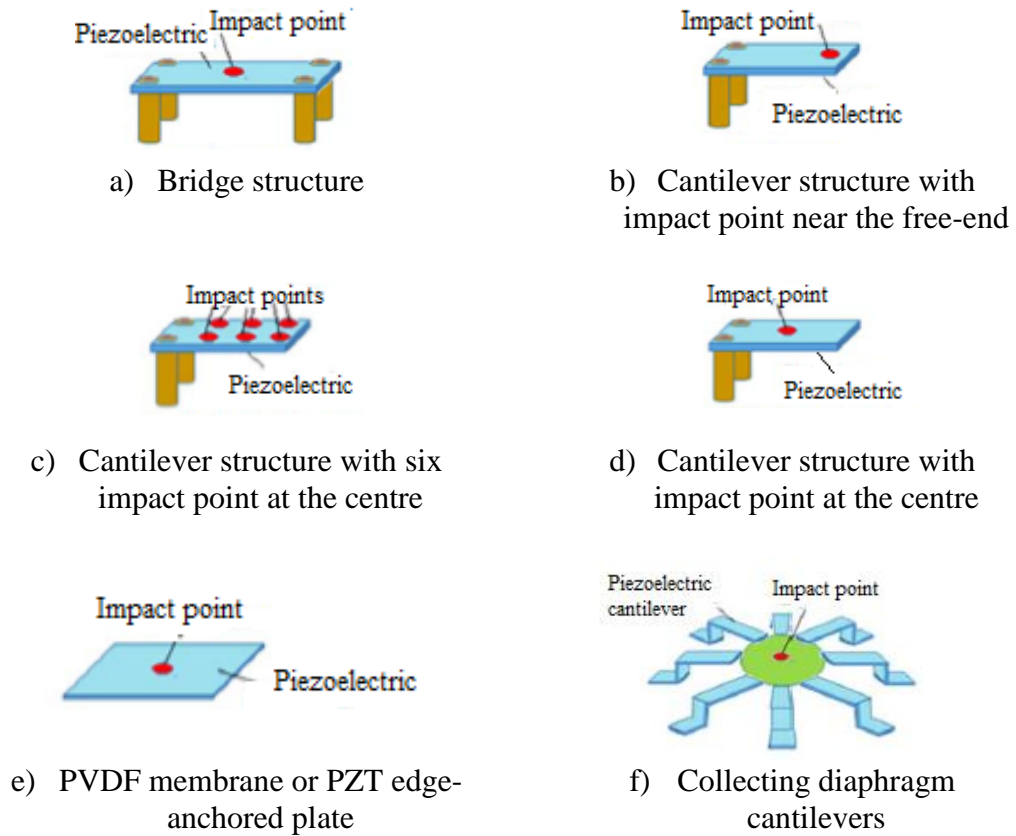 Piezoelectric Impact point
a) Bridge structure
Impact point
Piezoelectric
b) Cantilever structure with
impact point near the free-end
Impact points
Piezoelectric
c) Cantilever structure with six
impact point at the centre
Impact point
Piezoelectric
d) Cantilever structure with
impact point at the centre
Impact point
Piezoelectric
e) PVDF membrane or PZT edge-
anchored plate
Piezoelectric
cantilever
Impact point
f) Collecting diaphragm
cantilevers